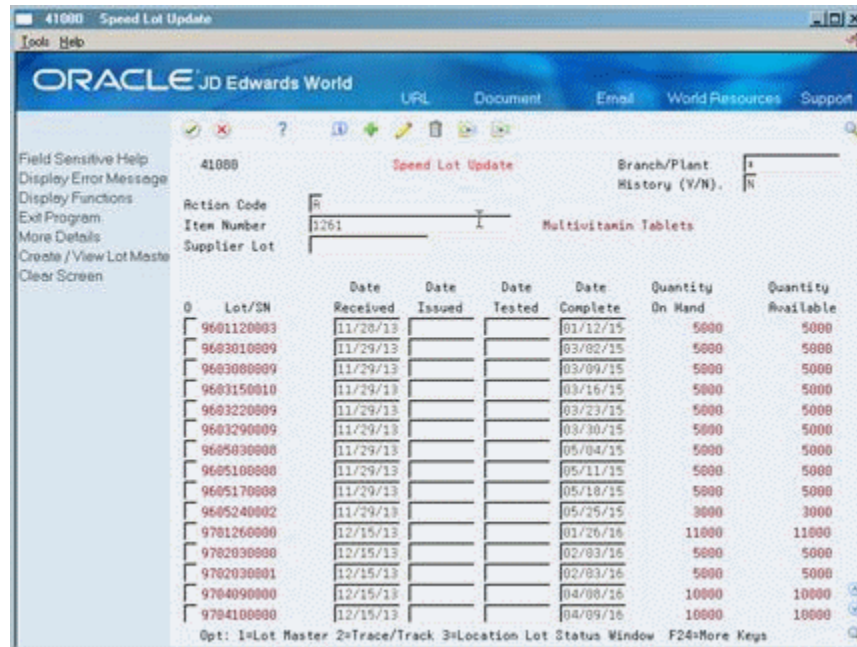 41080 Speed Lot Update
Tools Help
ORACLE JD Edwards World
URL Document Email World Resources Support
Field Sensitive Help
Display Error Message
Display Functions
Exit Program
More Details
Create / View Lot Maste
Clear Screen
41080 Speed Lot Update Branch/Plant *
History (Y/N). N
Action Code
Item Number 1261 Multivitamin Tablets
Supplier Lot
Date Date Date Date Quantity Quantity
O Lot/SN Received Issued Tested Complete On Hand Available
9601120003 11/28/13 01/12/15 5000 5000
9603010009 11/29/13 03/02/15 5000 5000
9603080009 11/29/13 03/09/15 5000 5000
9603150010 11/29/13 03/16/15 5000 5000
9603220009 11/29/13 03/23/15 5000 5000
9603290009 11/29/13 03/30/15 5000 5000
9605030008 11/29/13 05/04/15 5000 5000
9605100008 11/29/13 05/11/15 5000 5000
9605170008 11/29/13 05/18/15 5000 5000
9605240002 11/29/13 05/25/15 3000 3000
9701260000 12/15/13 01/26/16 11000 11000
9702030000 12/15/13 02/03/16 5000 5000
9702030001 12/15/13 02/03/16 5000 5000
9704090000 12/15/13 04/08/16 10000 10000
9704100000 12/15/13 04/09/16 10000 10000
Opt: 1=Lot Master 2=Trace/Track 3=Location Lot Status Window F24=More Keys